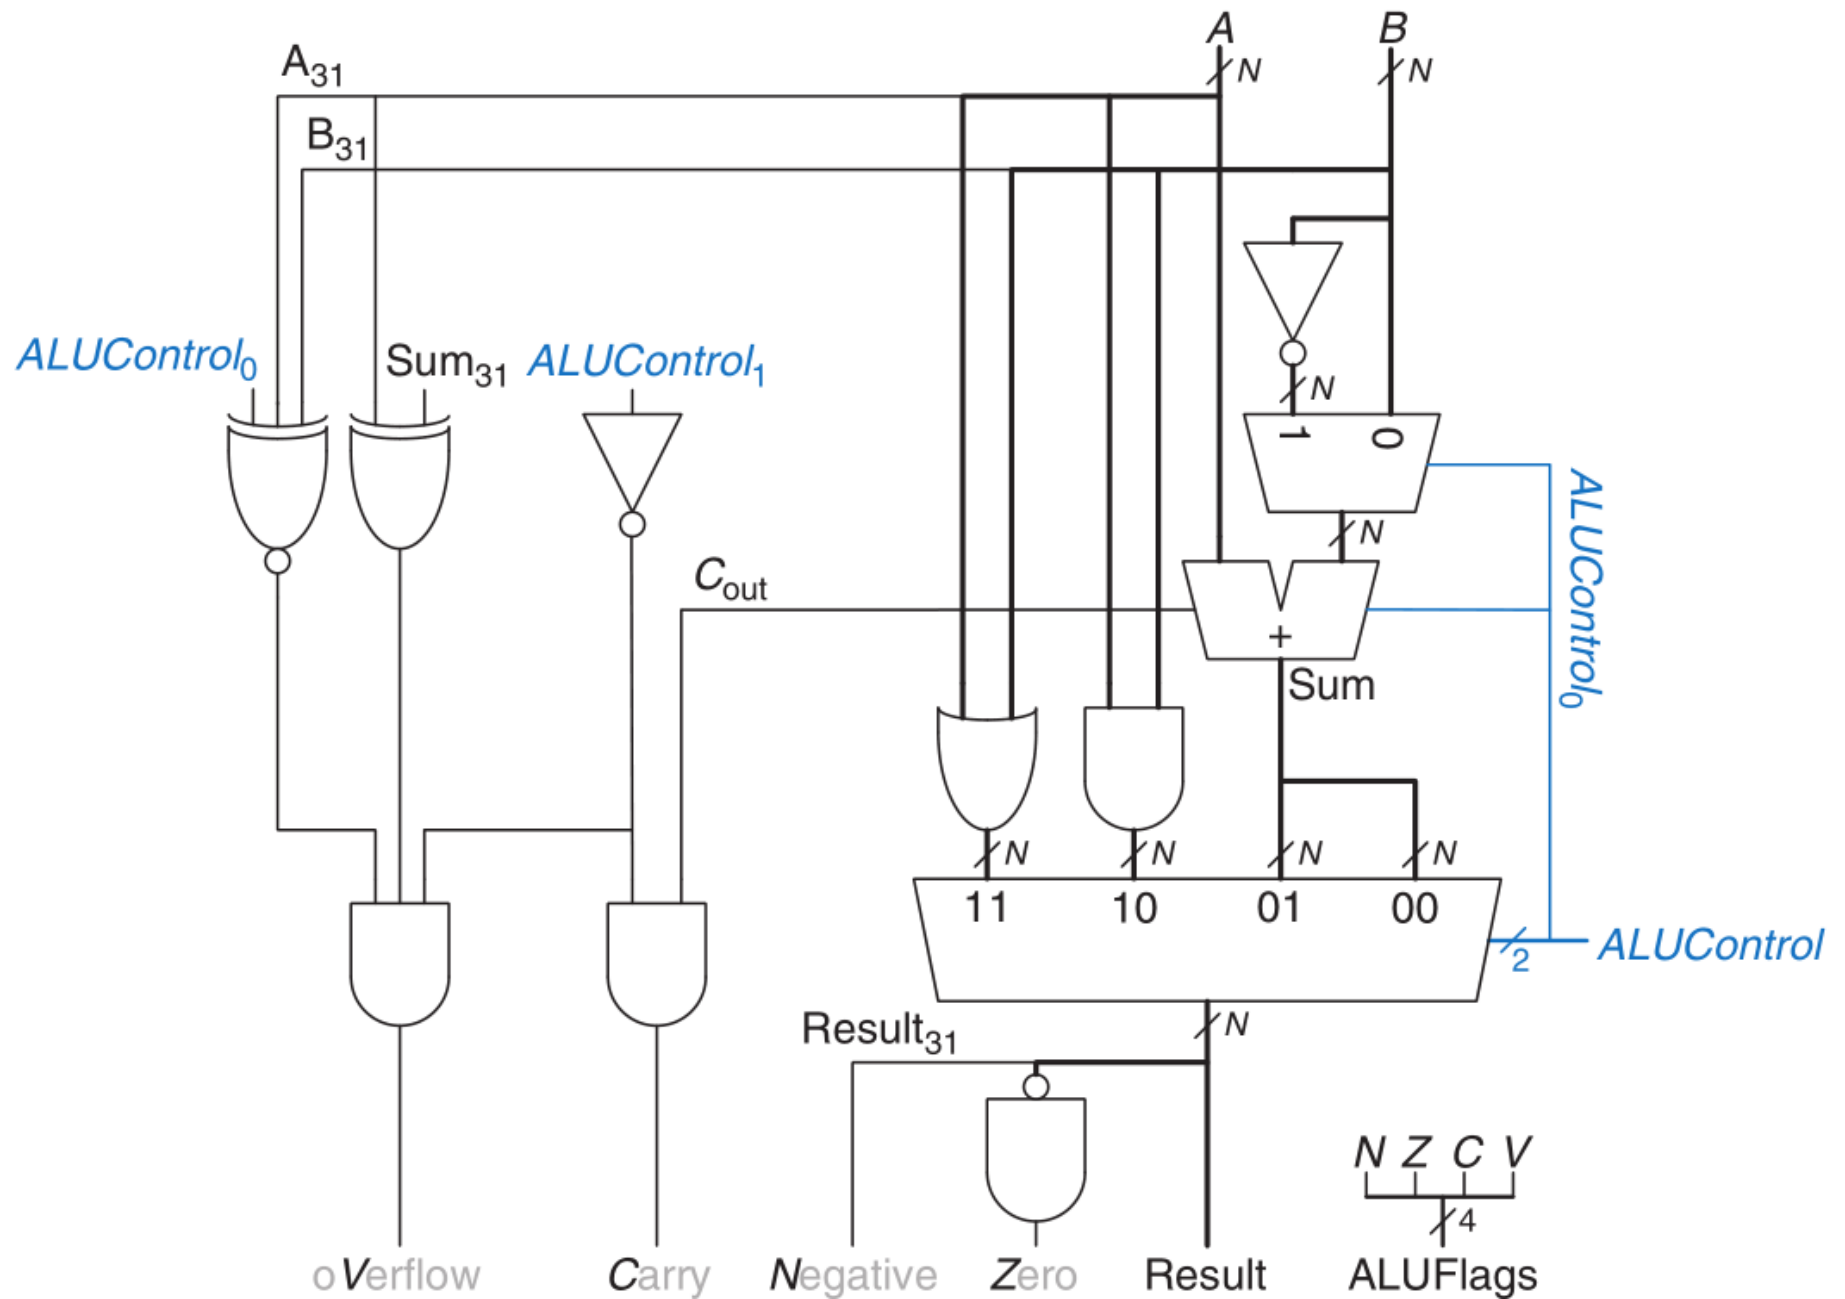 A
B
N
N
A31
B31
ALUControl0
Sum31
ALUControl1
N
1
0
ALUControl0
N
Cout
+
Sum
N
N
N
N
11
10
01
00
2
ALUControl
Result31
N
N Z C V
4
oVerflow
Carry
Negative
Zero
Result
ALUFlags